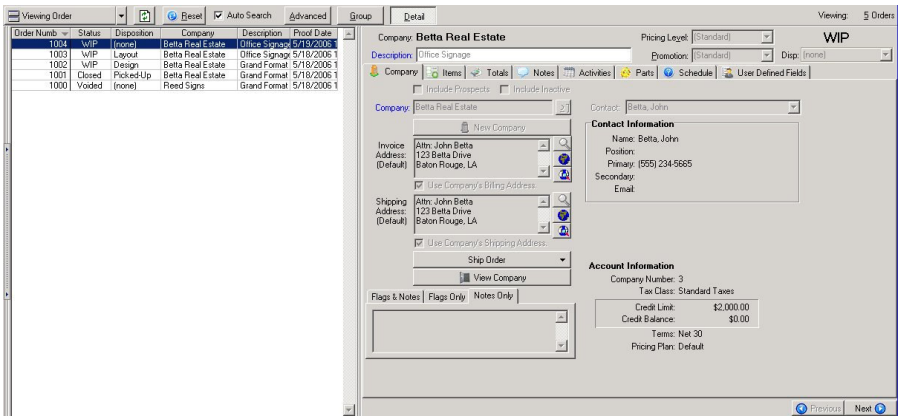 Viewing Order Reset Auto Search Advanced Group Detail Viewing: 5 Orders
Order Numb Status Disposition Company Description Proof Date
1004 WIP (none) Betta Real Estate Office Signage 5/19/2006 1
1003 WIP Layout Betta Real Estate Office Signage 5/18/2006 1
1002 WIP Design Betta Real Estate Grand Format 5/18/2006 1
1001 Closed Picked-Up Betta Real Estate Grand Format 5/18/2006 1
1000 Voided (none) Reed Signs Grand Format 5/18/2006 1
Company: Betta Real Estate Pricing Level: (Standard) WIP
Description: Office Signage Promotion: (Standard) Disp: (none)
Company Items Totals Notes Activities Parts Schedule User Defined Fields
Include Prospects Include Inactive
Company: Betta Real Estate Contact: Betta, John
New Company
Invoice Address: (Default)
Attn: John Betta
123 Betta Drive
Baton Rouge, LA
Use Company's Billing Address
Shipping Address: (Default)
Attn: John Betta
123 Betta Drive
Baton Rouge, LA
Use Company's Shipping Address
Ship Order
View Company
Flags & Notes Flags Only Notes Only
Contact Information
Name: Betta, John
Position:
Primary: (555) 234-5665
Secondary:
Email:
Account Information
Company Number: 3
Tax Class: Standard Taxes
Credit Limit: $2,000.00
Credit Balance: $0.00
Terms: Net 30
Pricing Plan: Default
Previous Next